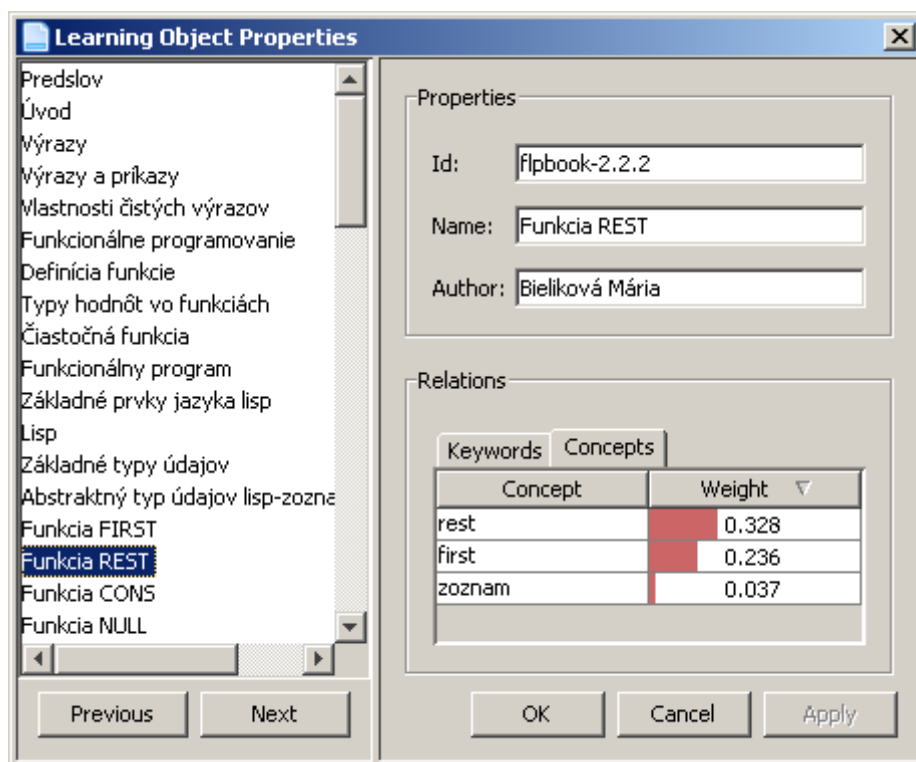 Learning Object Properties
Predslov
Úvod
Výrazy
Výrazy a príkazy
Vlastnosti čistých výrazov
Funkcionálne programovanie
Definícia funkcie
Typy hodnôt vo funkciách
Čiastočná funkcia
Funkcionálny program
Základné prvky jazyka lisp
Lisp
Základné typy údajov
Abstraktný typ údajov lisp-zozna
Funkcia FIRST
Funkcia REST
Funkcia CONS
Funkcia NULL
Previous Next
Properties
Id: flpbook-2.2.2
Name: Funkcia REST
Author: Bieliková Mária
Relations
Keywords Concepts
Concept Weight
rest 0.328
first 0.236
zoznam 0.037
OK Cancel Apply